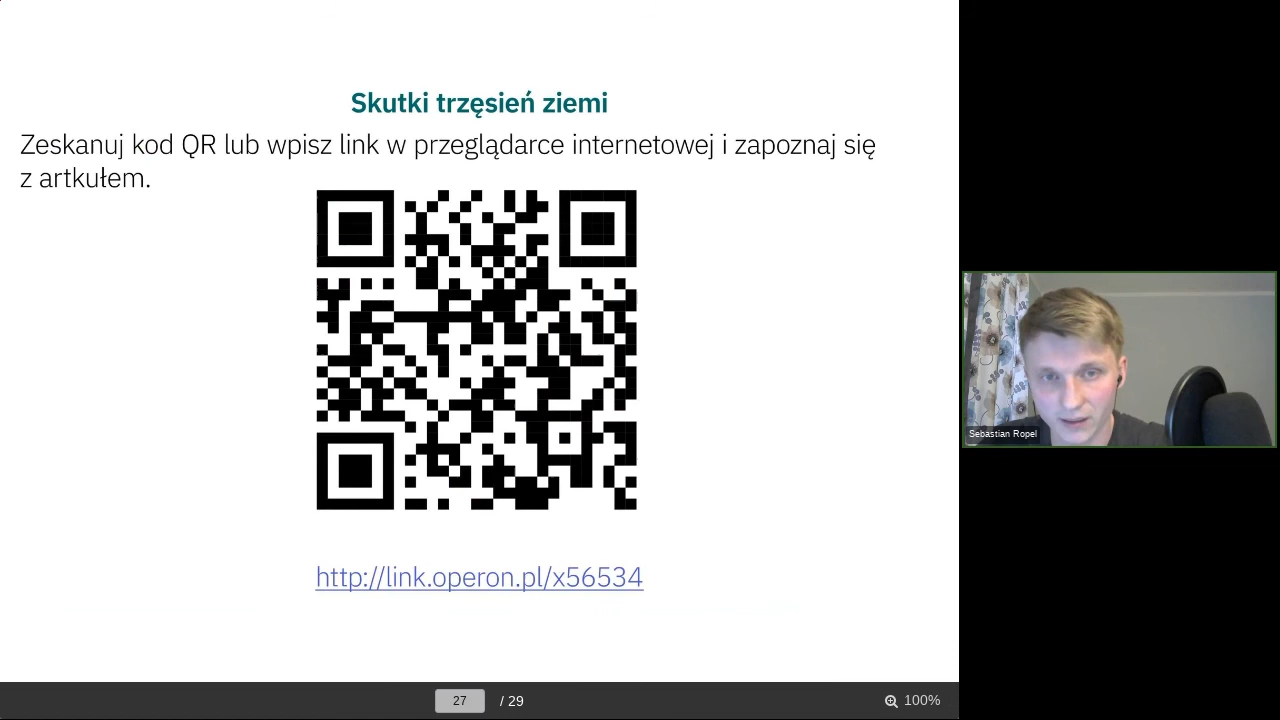 Skutki trzęsień ziemi
Zeskanuj kod QR lub wpisz link w przeglądarce internetowej i zapoznaj się
z artkułem.
http://link.operon.pl/x56534
Sebastian Ropel
27 / 29
100%